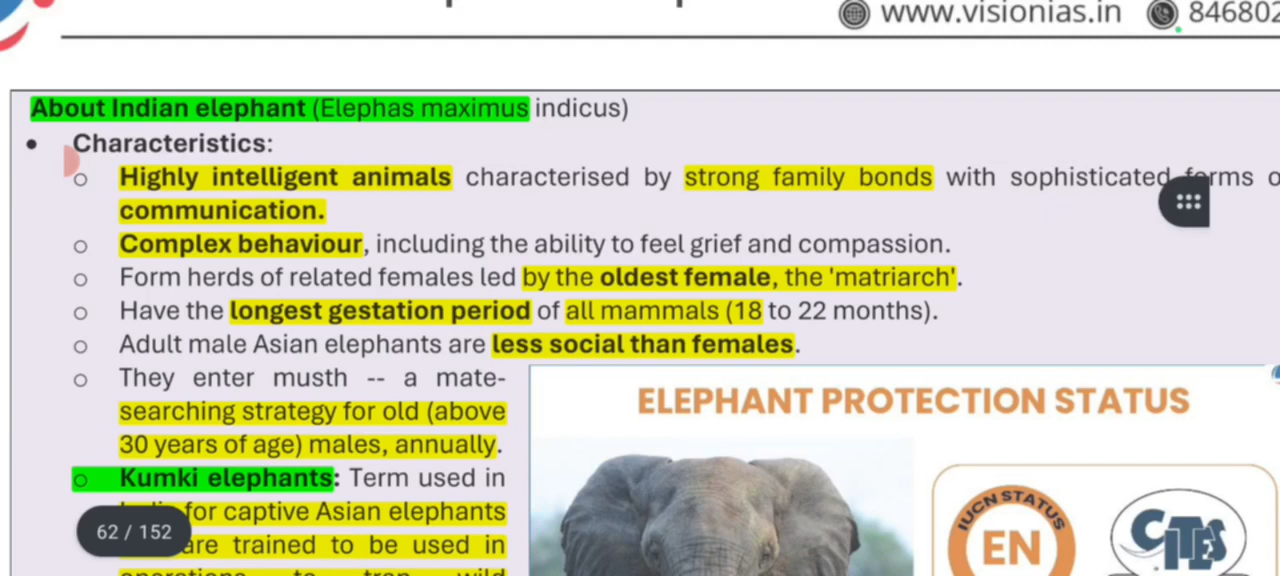 www.visionias.in 846802
About Indian elephant (Elephas maximus indicus)
• Characteristics:
o Highly intelligent animals characterised by strong family bonds with sophisticated forms o
communication.
o Complex behaviour, including the ability to feel grief and compassion.
o Form herds of related females led by the oldest female, the 'matriarch'.
o Have the longest gestation period of all mammals (18 to 22 months).
o Adult male Asian elephants are less social than females.
o They enter musth -- a mate-
searching strategy for old (above
30 years of age) males, annually.
o Kumki elephants: Term used in
for captive Asian elephants
are trained to be used in
operations to trap wild
62 / 152
ELEPHANT PROTECTION STATUS
IUCN STATUS
EN
CITES